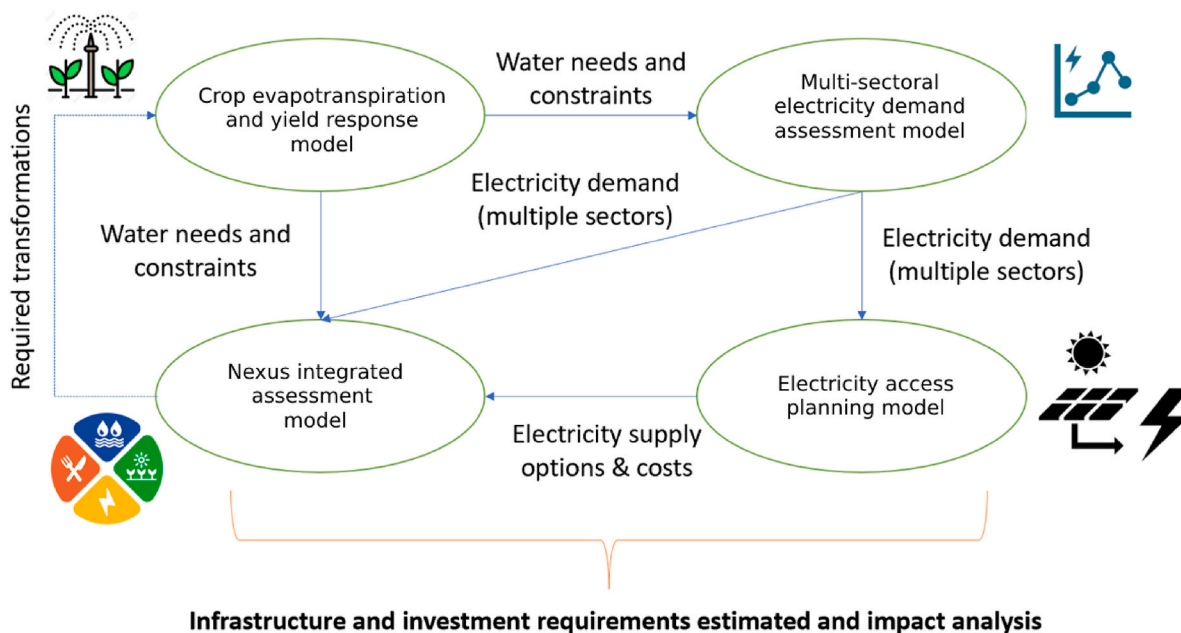 Required transformations
Crop evapotranspiration
and yield response
model
Water needs and
constraints
Multi-sectoral
electricity demand
assessment model
Electricity demand
(multiple sectors)
Water needs and
constraints
Electricity demand
(multiple sectors)
Nexus integrated
assessment
model
Electricity supply
options & costs
Electricity access
planning model
Infrastructure and investment requirements estimated and impact analysis